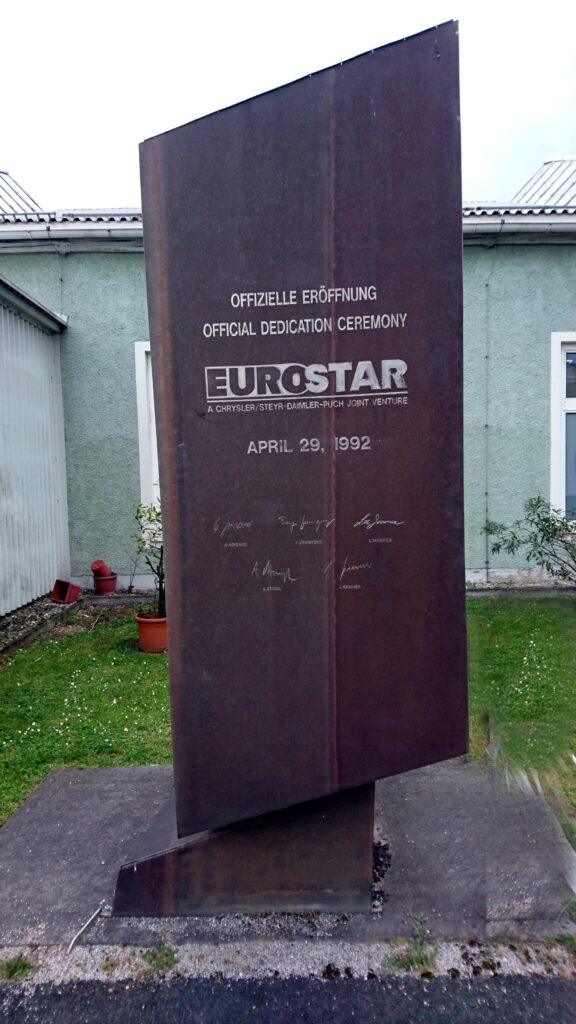 OFFIZIELLE ERÖFFNUNG
OFFICIAL DEDICATION CEREMONY
EUROSTAR
A CHRYSLER/STEYR-DAIMLER-PUCH JOINT VENTURE
APRIL 29, 1992